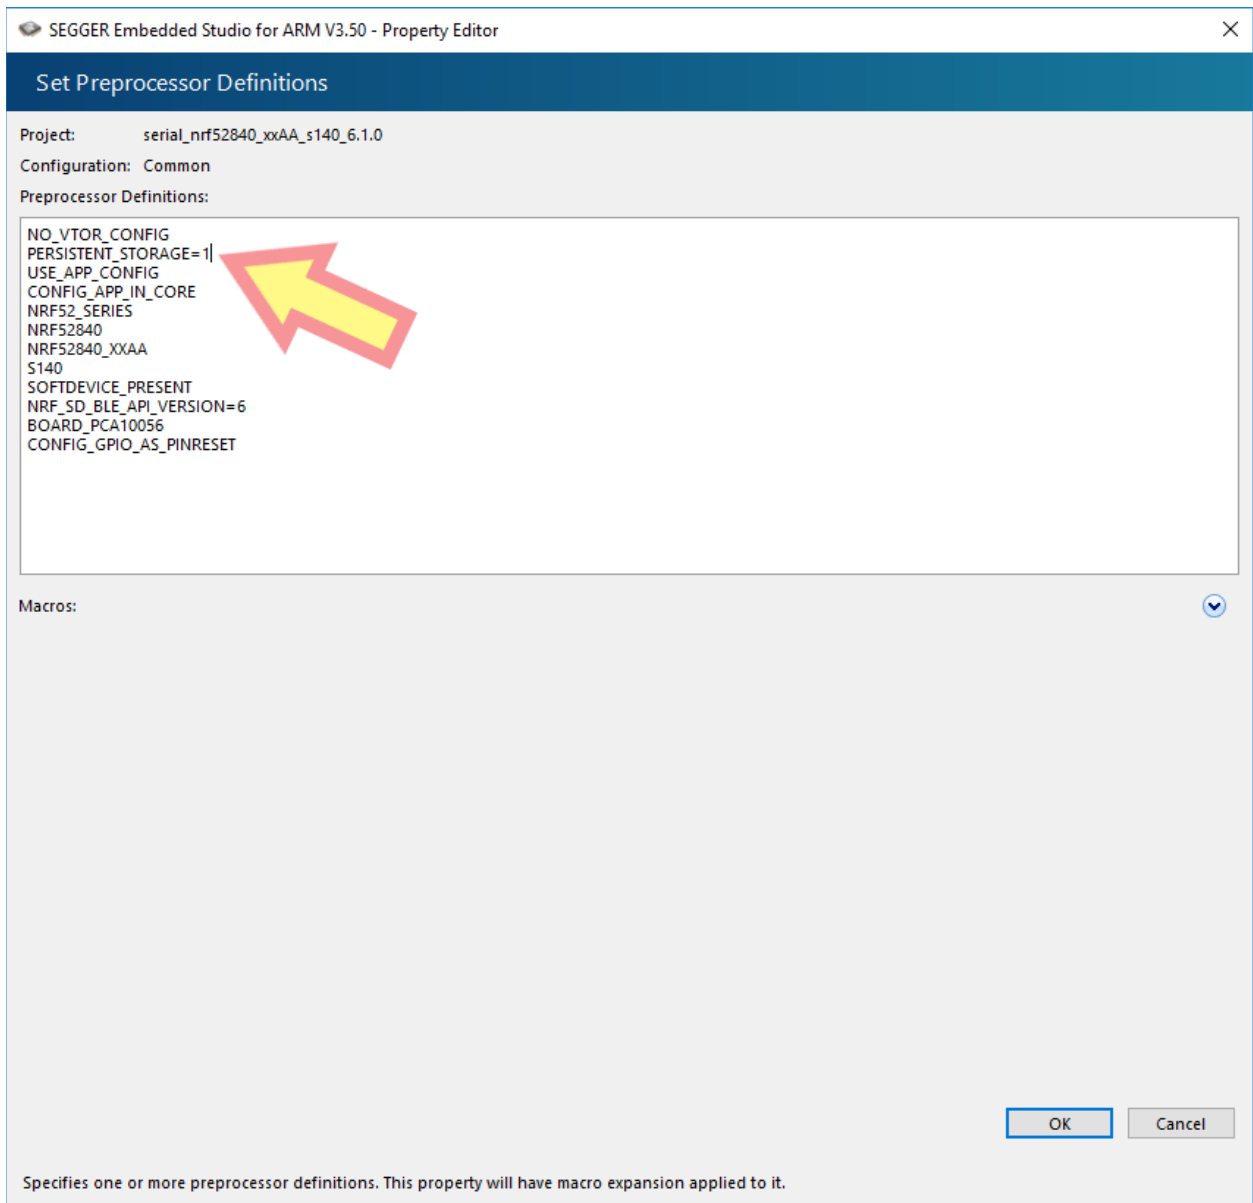 SEGGER Embedded Studio for ARM V3.50 - Property Editor
Set Preprocessor Definitions
Project: serial_nrf52840_xxAA_s140_6.1.0
Configuration: Common
Preprocessor Definitions:
NO_VTOR_CONFIG
PERSISTENT_STORAGE=1
USE_APP_CONFIG
CONFIG_APP_IN_CORE
NRF52_SERIES
NRF52840
NRF52840_XXAA
S140
SOFTDEVICE_PRESENT
NRF_SD_BLE_API_VERSION=6
BOARD_PCA10056
CONFIG_GPIO_AS_PINRESET
Macros:
OK Cancel
Specifies one or more preprocessor definitions. This property will have macro expansion applied to it.